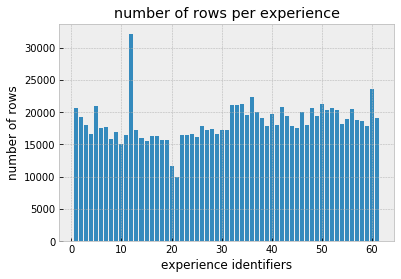 number of rows per experience
number of rows
30000
25000
20000
15000
10000
5000
0
0 10 20 30 40 50 60
experience identifiers